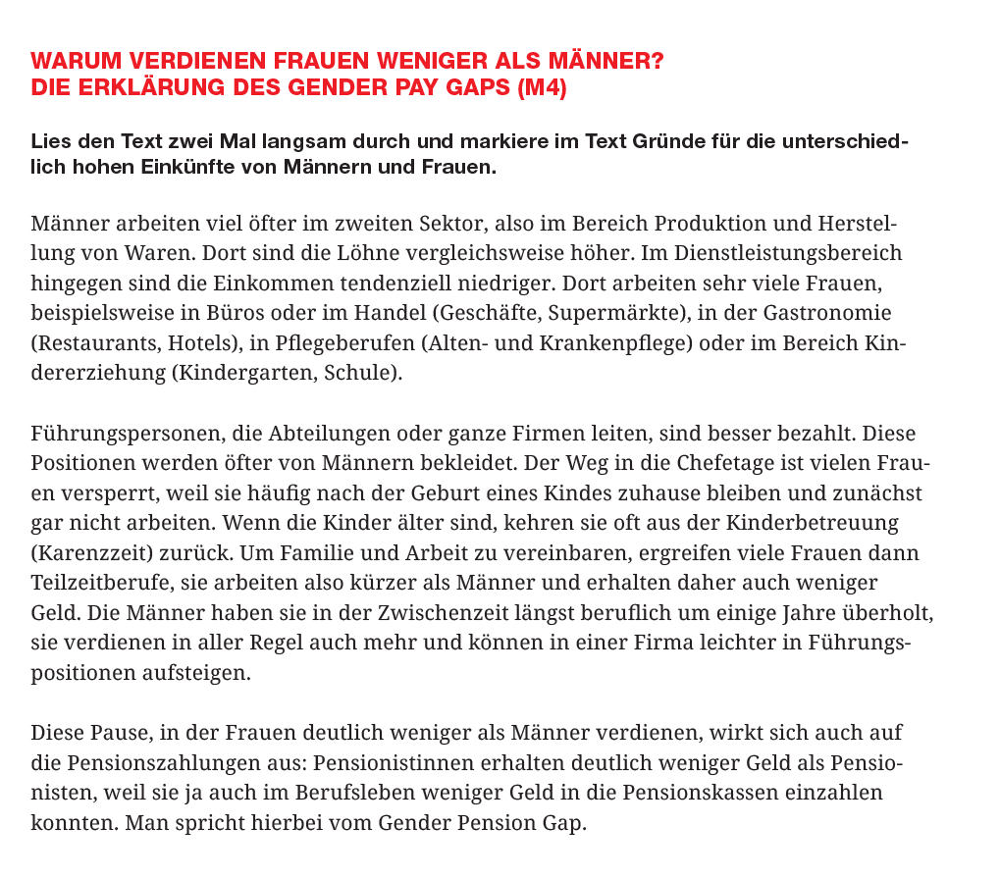 WARUM VERDIENEN FRAUEN WENIGER ALS MÄNNER?
DIE ERKLÄRUNG DES GENDER PAY GAPS (M4)
Lies den Text zwei Mal langsam durch und markiere im Text Gründe für die unterschied-
lich hohen Einkünfte von Männern und Frauen.
Männer arbeiten viel öfter im zweiten Sektor, also im Bereich Produktion und Herstel-
lung von Waren. Dort sind die Löhne vergleichsweise höher. Im Dienstleistungsbereich
hingegen sind die Einkommen tendenziell niedriger. Dort arbeiten sehr viele Frauen,
beispielsweise in Büros oder im Handel (Geschäfte, Supermärkte), in der Gastronomie
(Restaurants, Hotels), in Pflegeberufen (Alten- und Krankenpflege) oder im Bereich Kin-
dererziehung (Kindergarten, Schule).
Führungspersonen, die Abteilungen oder ganze Firmen leiten, sind besser bezahlt. Diese
Positionen werden öfter von Männern bekleidet. Der Weg in die Chefetage ist vielen Frau-
en versperrt, weil sie häufig nach der Geburt eines Kindes zuhause bleiben und zunächst
gar nicht arbeiten. Wenn die Kinder älter sind, kehren sie oft aus der Kinderbetreuung
(Karenzzeit) zurück. Um Familie und Arbeit zu vereinbaren, ergreifen viele Frauen dann
Teilzeitberufe, sie arbeiten also kürzer als Männer und erhalten daher auch weniger
Geld. Die Männer haben sie in der Zwischenzeit längst beruflich um einige Jahre überholt,
sie verdienen in aller Regel auch mehr und können in einer Firma leichter in Führungs-
positionen aufsteigen.
Diese Pause, in der Frauen deutlich weniger als Männer verdienen, wirkt sich auch auf
die Pensionszahlungen aus: Pensionistinnen erhalten deutlich weniger Geld als Pensio-
nisten, weil sie ja auch im Berufsleben weniger Geld in die Pensionskassen einzahlen
konnten. Man spricht hierbei vom Gender Pension Gap.